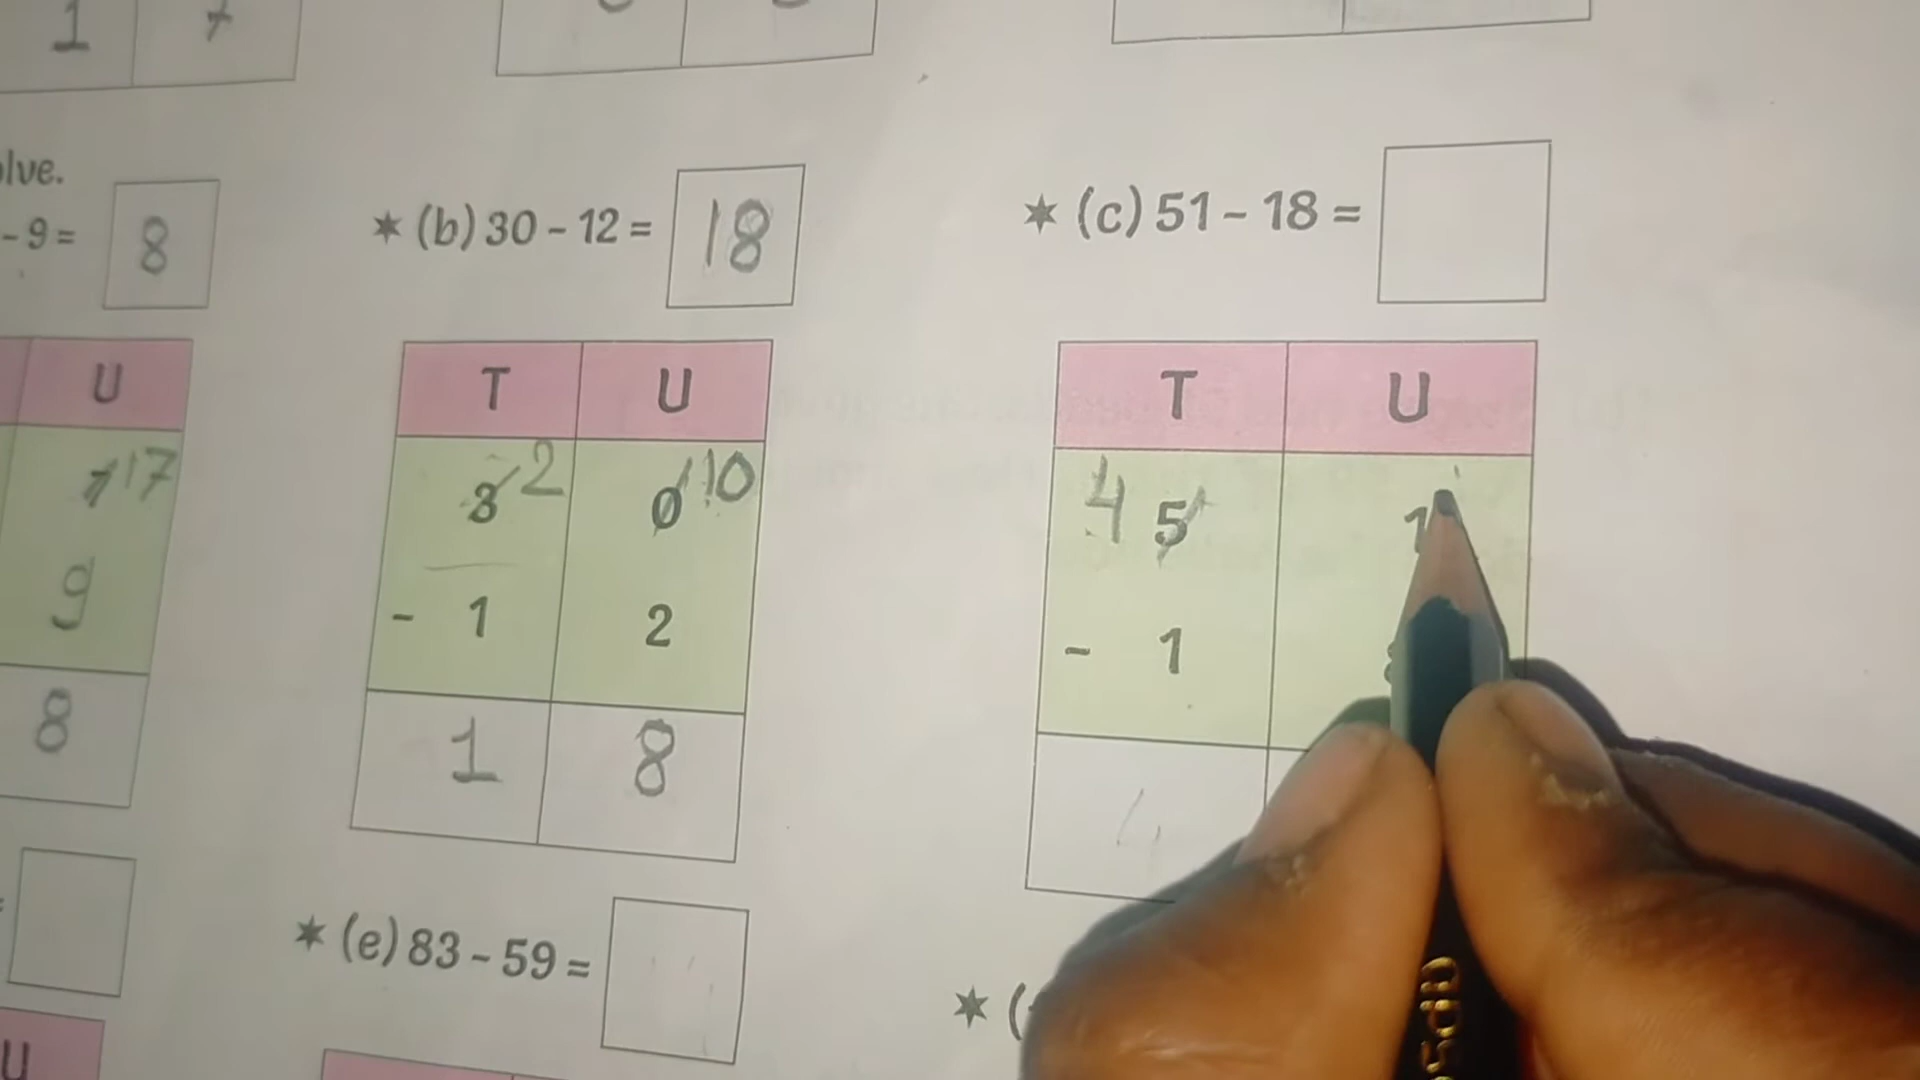 1
lve.
- 9 = 8
★ (b) 30 - 12 = 18
★ (c) 51 - 18 =
U
T U
T U
17
3 2 0 10
4 5 1
9
- 1 2
- 1
8
1 8
★ (e) 83 - 59 =
★ (
U